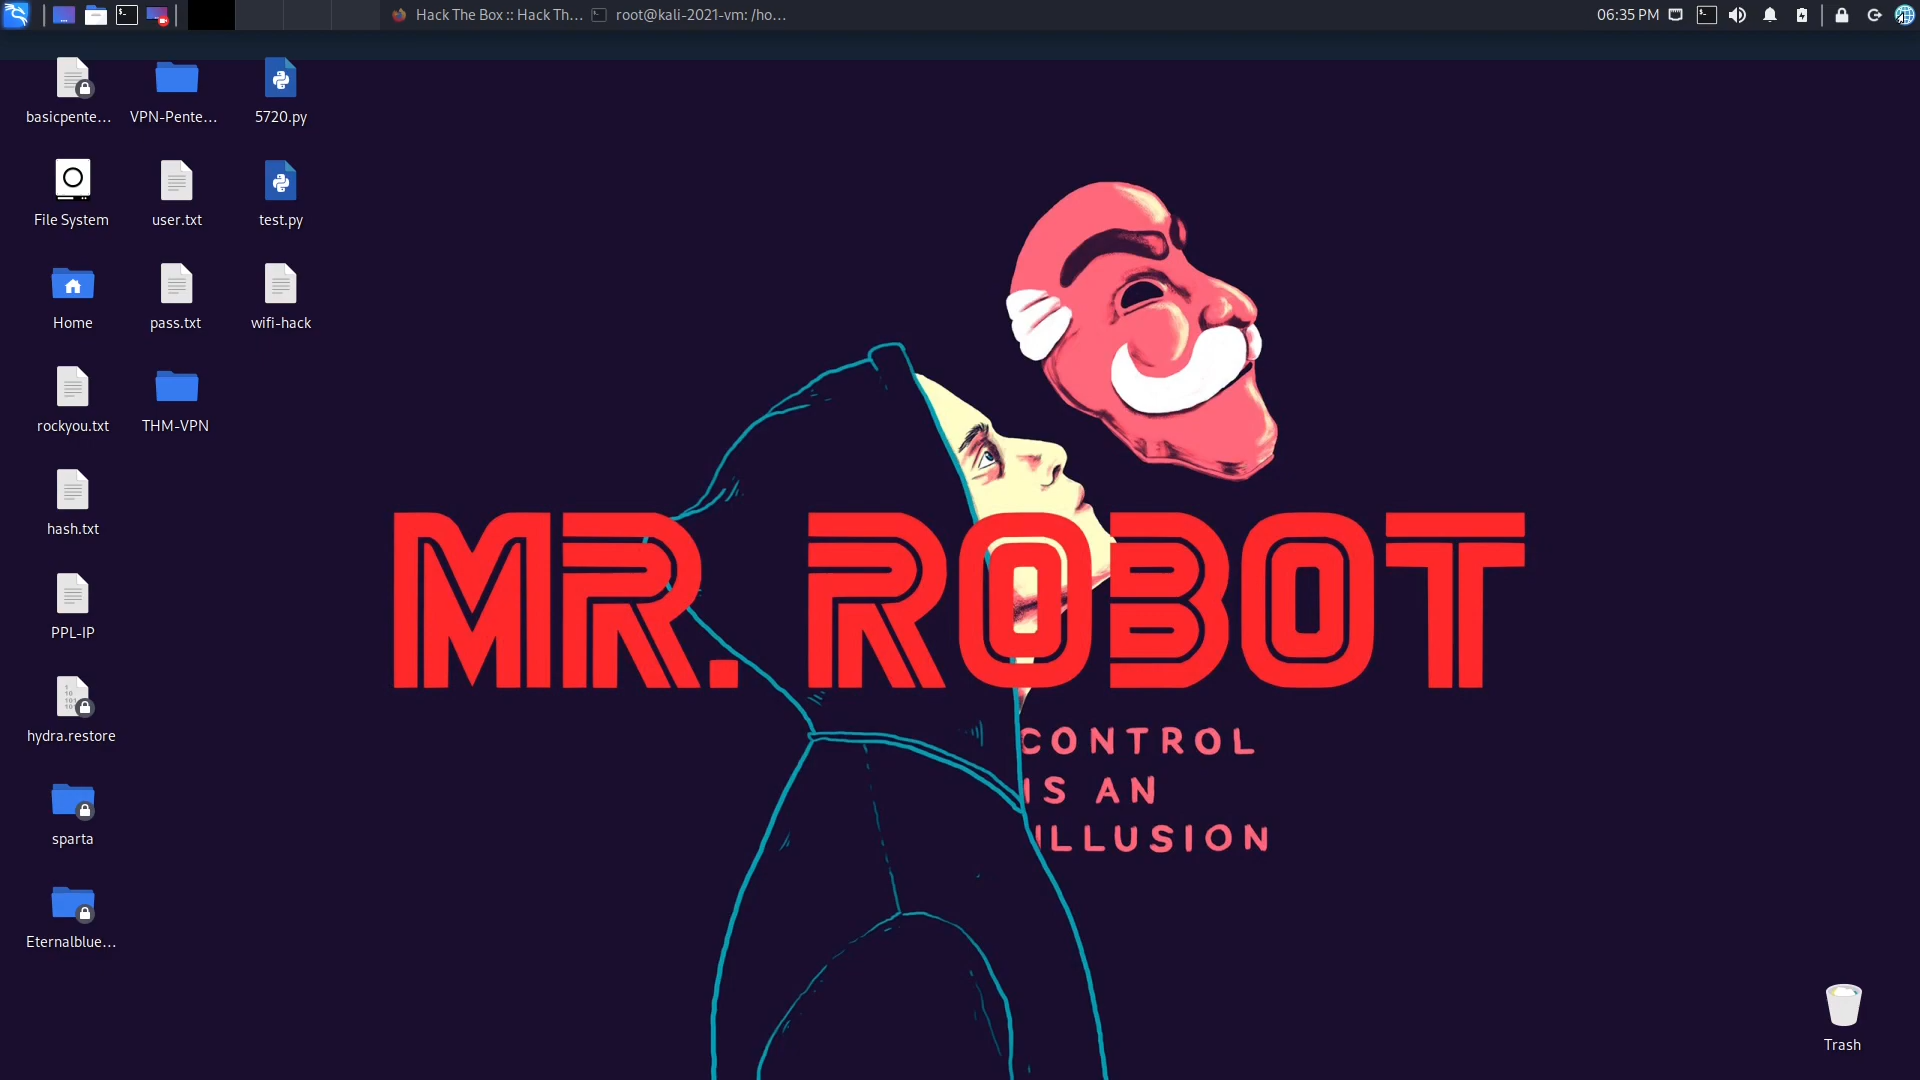 Hack The Box :: Hack Th...
root@kali-2021-vm: /ho...
06:35 PM
basicpente...
VPN-Pente...
5720.py
File System
user.txt
test.py
Home
pass.txt
wifi-hack
rockyou.txt
THM-VPN
hash.txt
PPL-IP
hydra.restore
sparta
Eternalblue...
MR. ROBOT
CONTROL
IS AN
ILLUSION
Trash